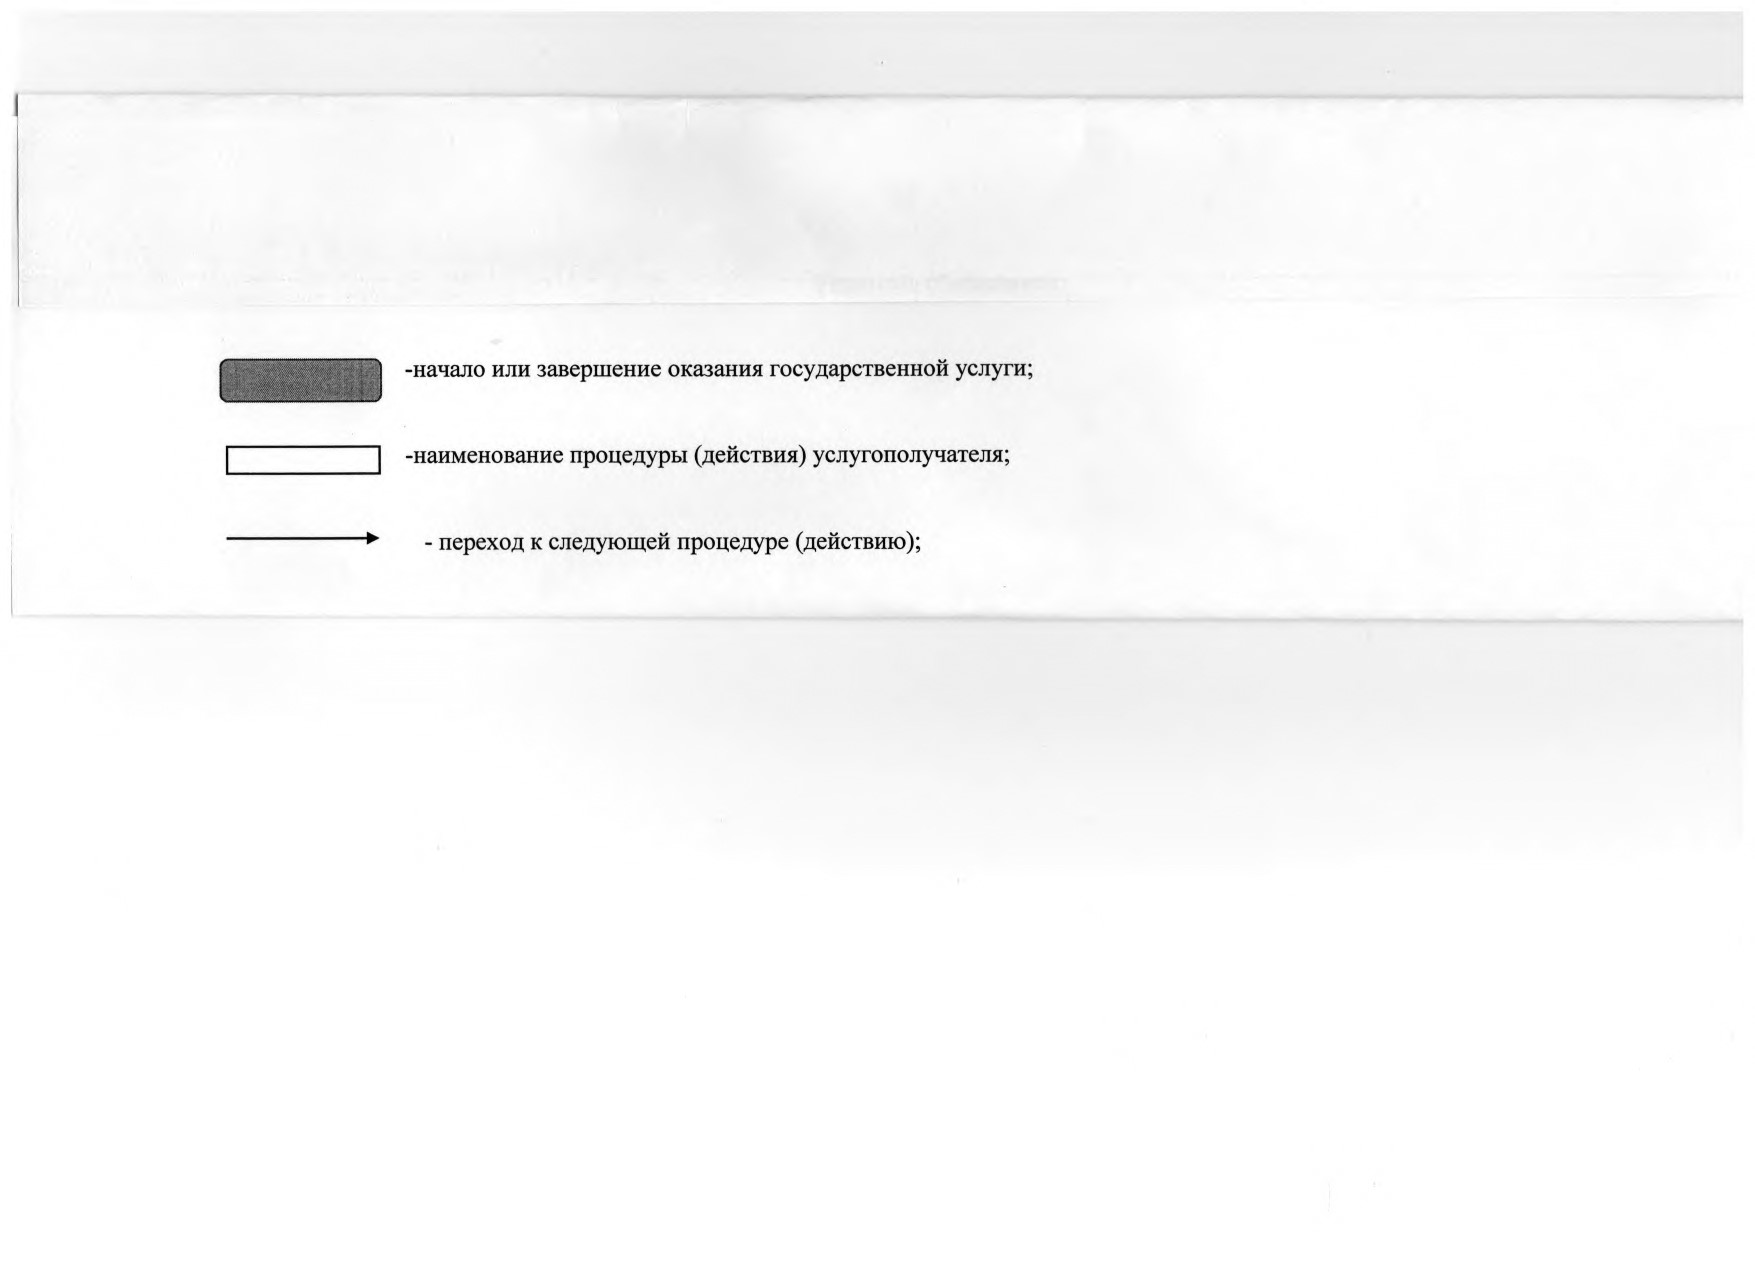 -начало или завершение оказания государственной услуги;
-наименование процедуры (действия) услугополучателя;
- переход к следующей процедуре (действию);